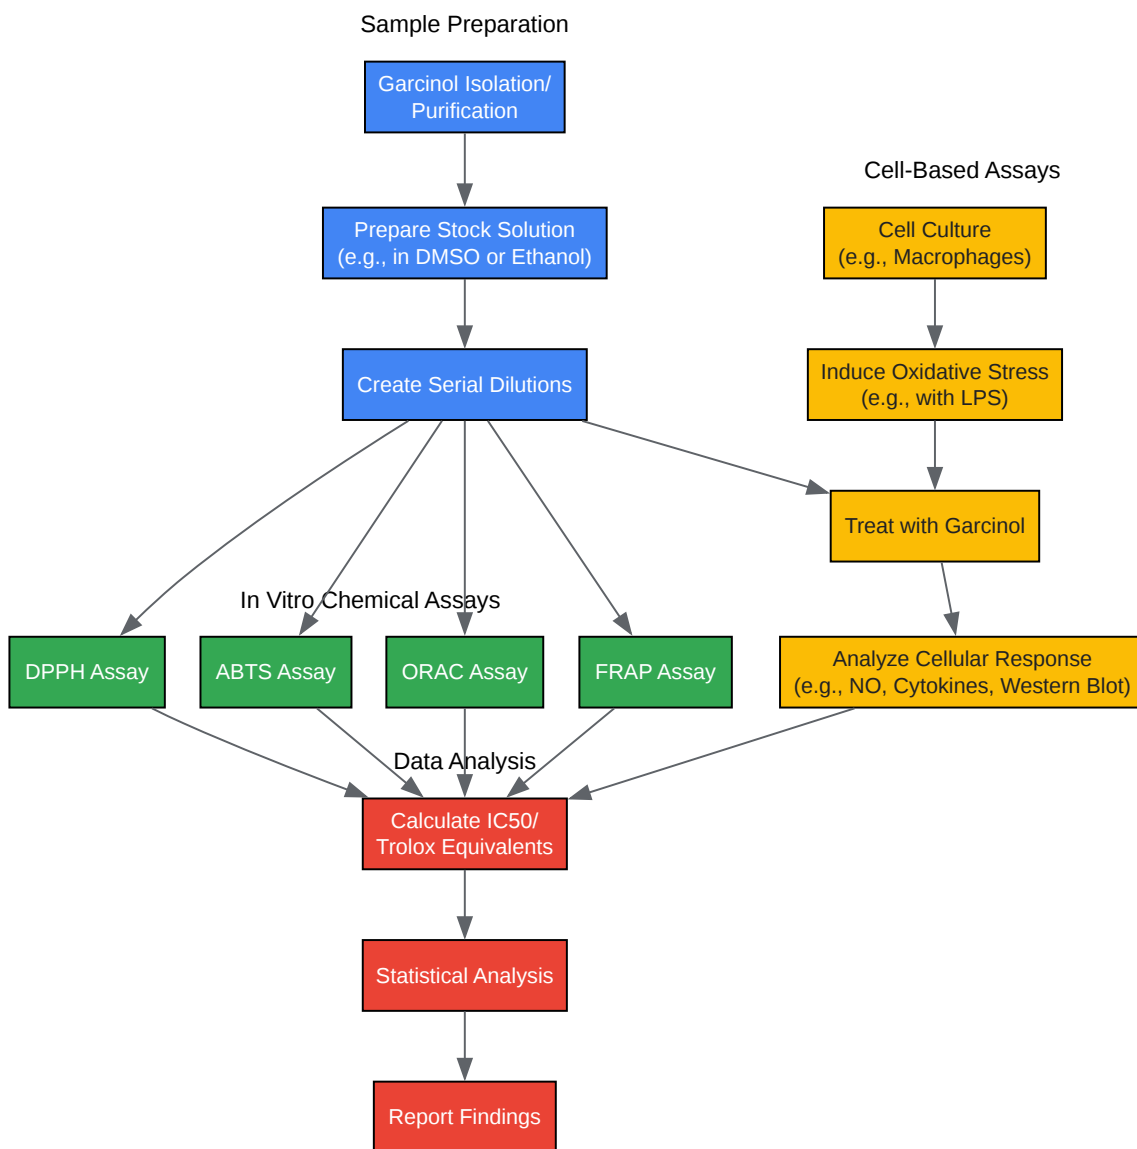 Sample Preparation
Garcinol Isolation/
Purification
Cell-Based Assays
Prepare Stock Solution
(e.g., in DMSO or Ethanol)
Cell Culture
(e.g., Macrophages)
Create Serial Dilutions
Induce Oxidative Stress
(e.g., with LPS)
Treat with Garcinol
In Vitro Chemical Assays
DPPH Assay
ABTS Assay
ORAC Assay
FRAP Assay
Analyze Cellular Response
(e.g., NO, Cytokines, Western Blot)
Data Analysis
Calculate IC50/
Trolox Equivalents
Statistical Analysis
Report Findings